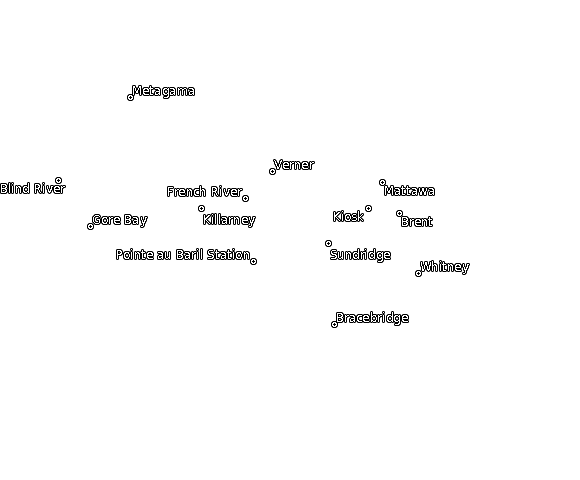 Metagama
Verner
Blind River
French River
Mattawa
Gore Bay
Killarney
Kiosk
Brent
Pointe au Baril Station
Sundridge
Whitney
Bracebridge